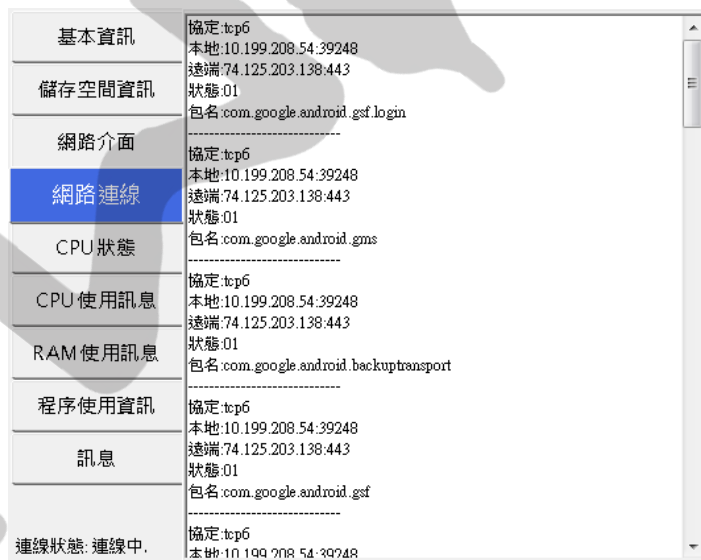 基本資訊
儲存空間資訊
網路介面
網路連線
CPU狀態
CPU使用訊息
RAM使用訊息
程序使用資訊
訊息
連線狀態: 連線中.
協定:tcp6
本地:10.199.208.54:39248
遠端:74.125.203.138:443
狀態:01
包名:com.google.android.gsf.login
-----------------------------
協定:tcp6
本地:10.199.208.54:39248
遠端:74.125.203.138:443
狀態:01
包名:com.google.android.gms
-----------------------------
協定:tcp6
本地:10.199.208.54:39248
遠端:74.125.203.138:443
狀態:01
包名:com.google.android.backuptransport
-----------------------------
協定:tcp6
本地:10.199.208.54:39248
遠端:74.125.203.138:443
狀態:01
包名:com.google.android.gsf
-----------------------------
協定:tcp6
本地:10.199.208.54:39248